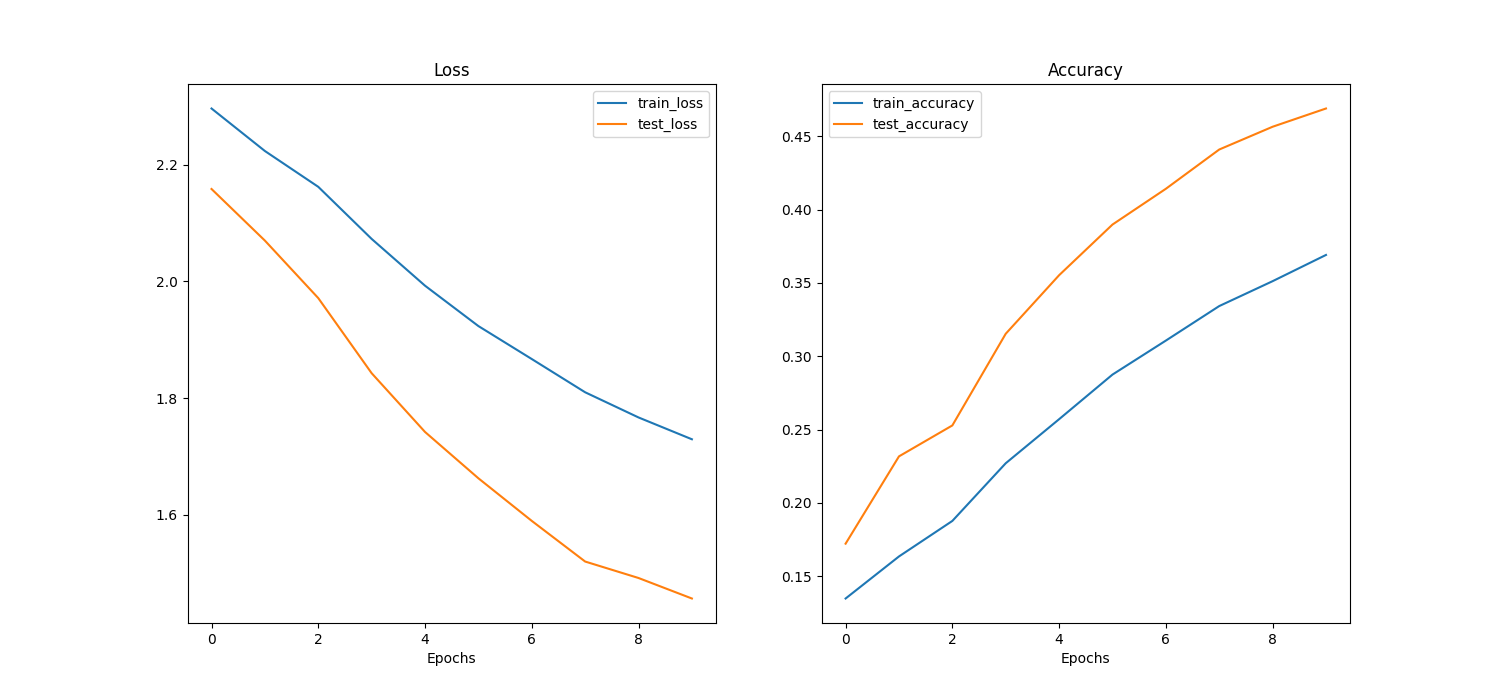 Loss
train_loss
test_loss
2.2
2.0
1.8
1.6
0 2 4 6 8
Epochs
Accuracy
train_accuracy
test_accuracy
0.45
0.40
0.35
0.30
0.25
0.20
0.15
0 2 4 6 8
Epochs